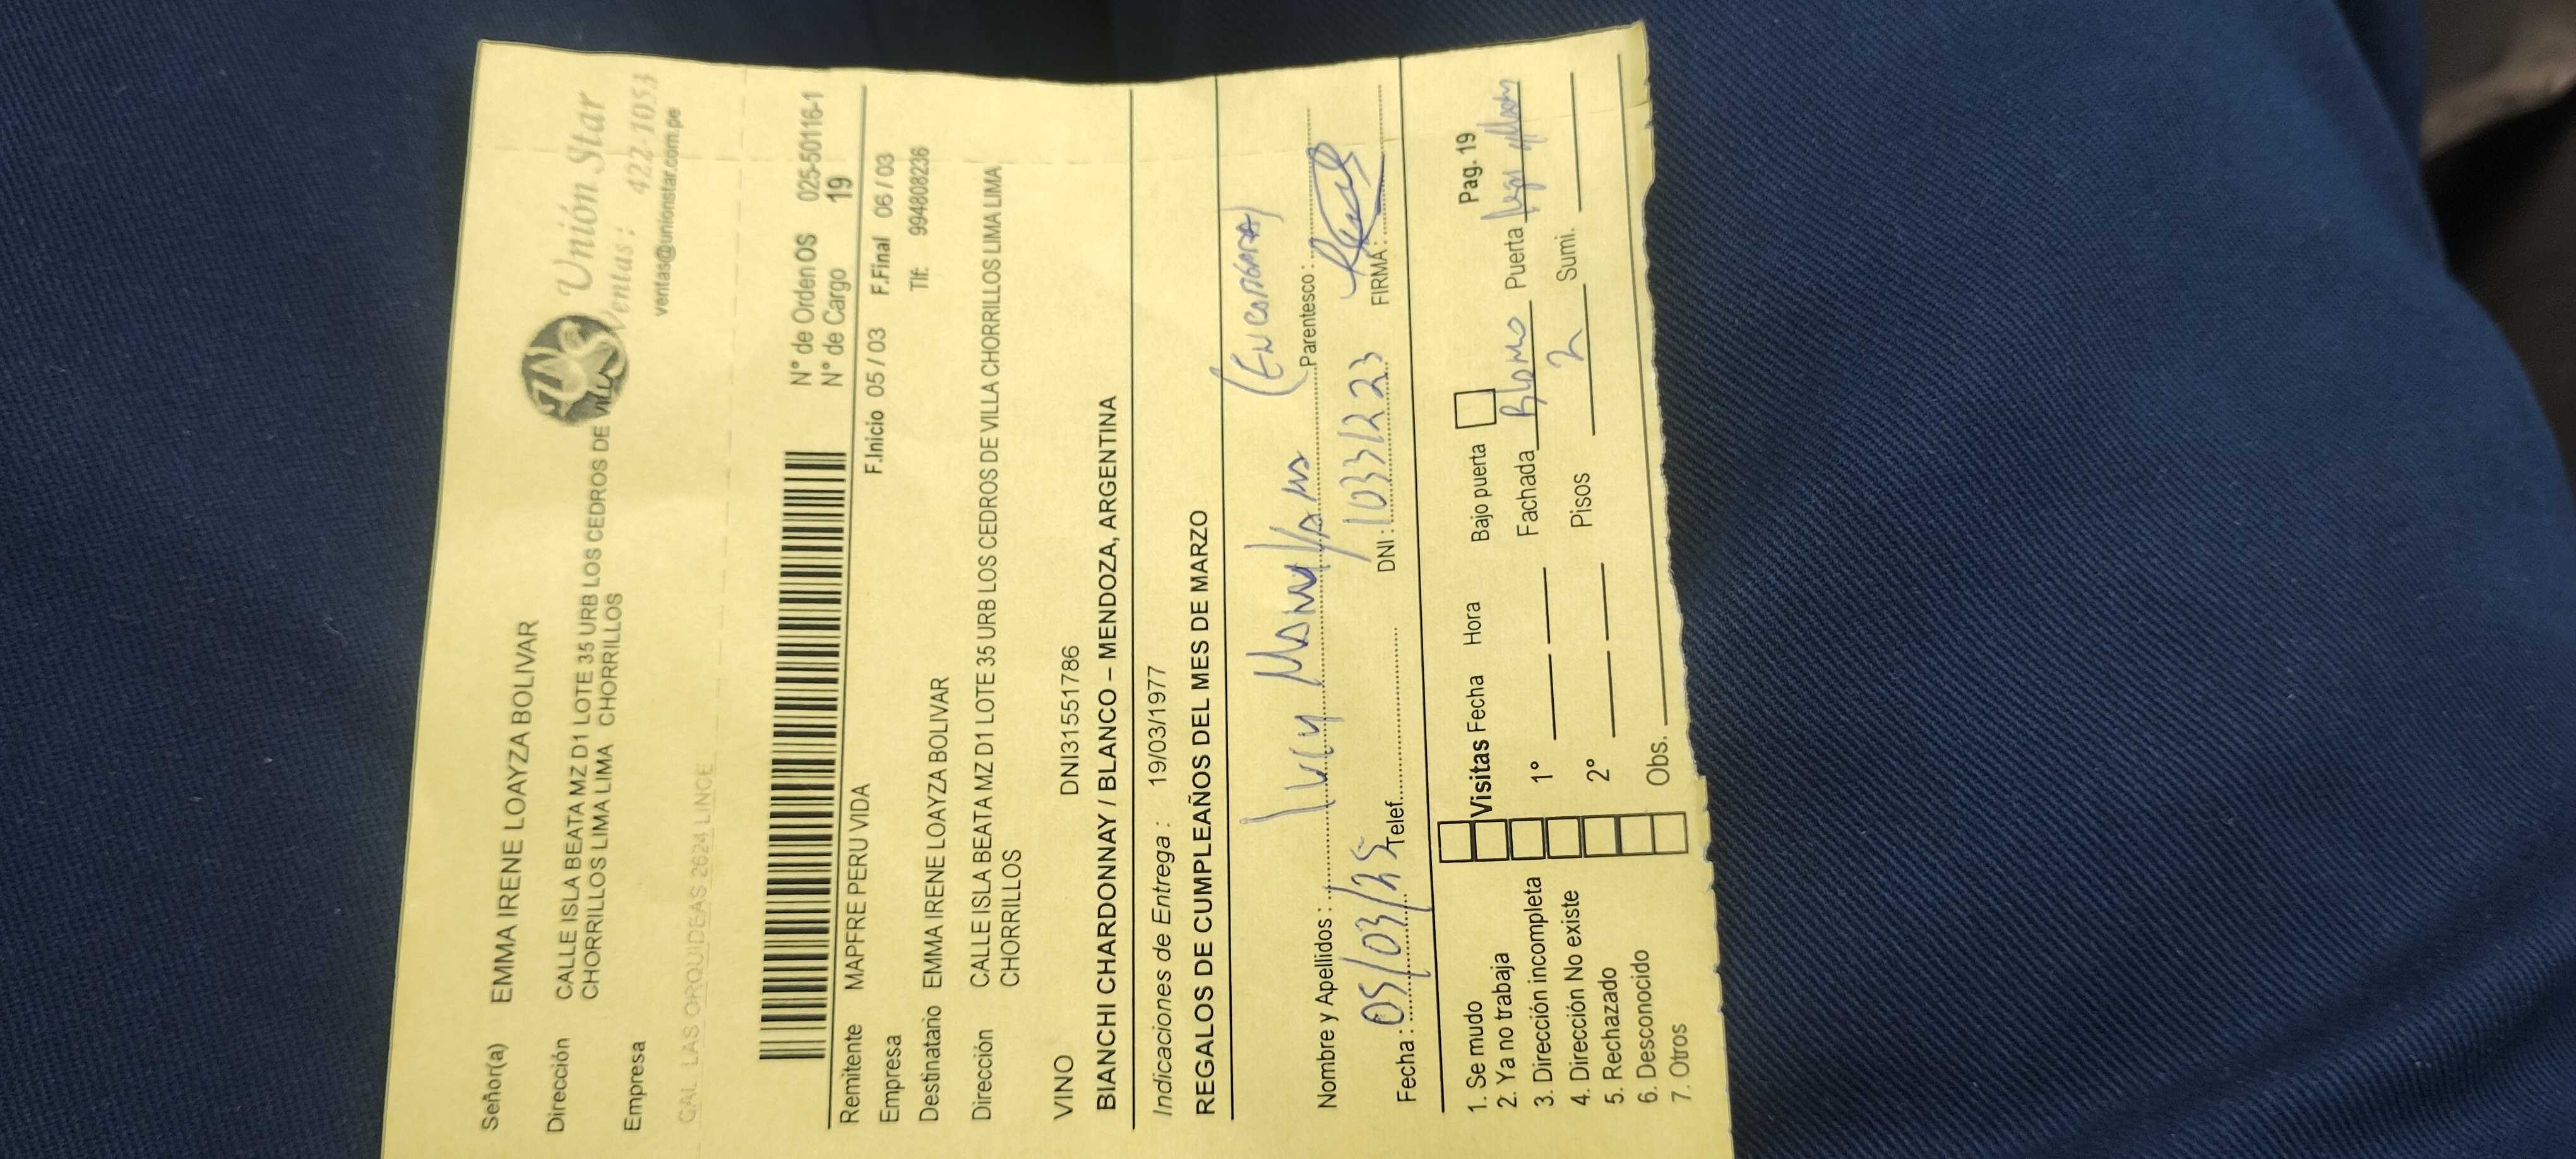 Señor(a) EMMA IRENE LOAYZA BOLIVAR
Unión Star
Ventas: 422-1053
ventas@unionstar.com.pe
Dirección CALLE ISLA BEATA MZ D1 LOTE 35 URB LOS CEDROS DE VILLA
CHORRILLOS LIMA LIMA CHORRILLOS
Empresa
CAL. LAS ORQUIDEAS 2624 LINCE
N° de Orden OS 025-50116-1
N° de Cargo 19
Remitente MAPFRE PERU VIDA F.Inicio 05 / 03 F.Final 06 / 03
Empresa Tlf: 994808236
Destinatario EMMA IRENE LOAYZA BOLIVAR
Dirección CALLE ISLA BEATA MZ D1 LOTE 35 URB LOS CEDROS DE VILLA CHORRILLOS LIMA LIMA
CHORRILLOS
VINO DNI31551786
BIANCHI CHARDONNAY / BLANCO – MENDOZA, ARGENTINA
Indicaciones de Entrega : 19/03/1977
REGALOS DE CUMPLEAÑOS DEL MES DE MARZO
Nombre y Apellidos : Lucy (Encargada) Parentesco :
Fecha : 05/03/25 Telef. DNI : 10331223 FIRMA :
1. Se mudo Visitas Fecha Hora Bajo puerta Pag. 19
2. Ya no trabaja
3. Dirección incompleta 1° Fachada Blanco Puerta
4. Dirección No existe
5. Rechazado 2° Pisos 2 Sumi.
6. Desconocido
7. Otros Obs.